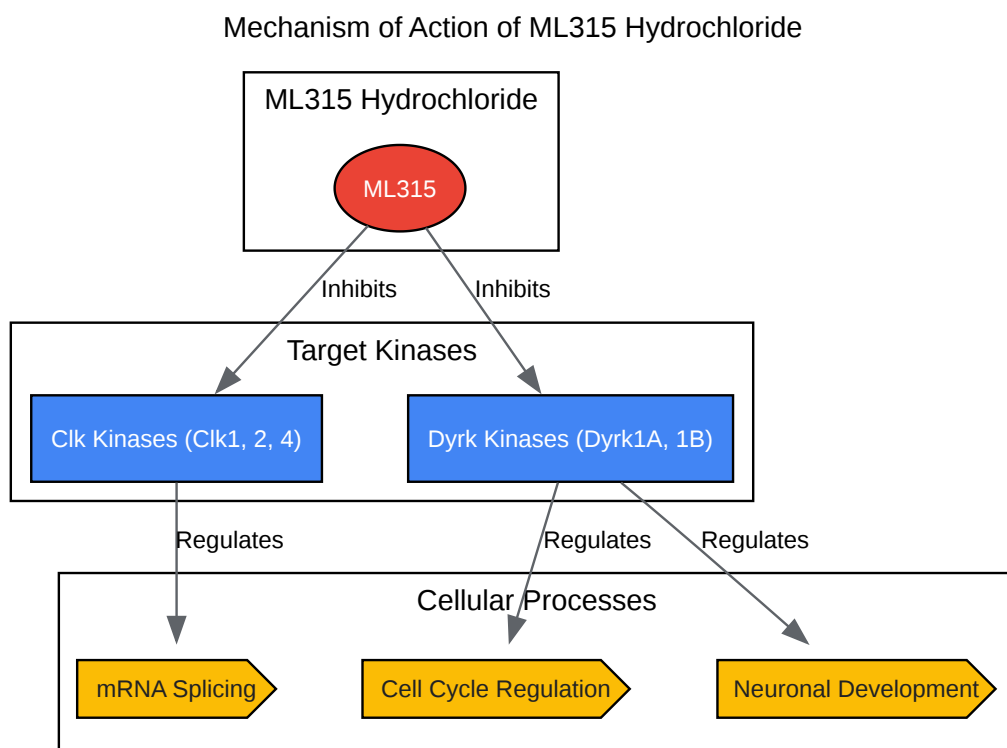 Mechanism of Action of ML315 Hydrochloride
ML315 Hydrochloride
ML315
Inhibits
Inhibits
Target Kinases
Clk Kinases (Clk1, 2, 4)
Dyrk Kinases (Dyrk1A, 1B)
Regulates
Regulates
Regulates
Cellular Processes
mRNA Splicing
Cell Cycle Regulation
Neuronal Development